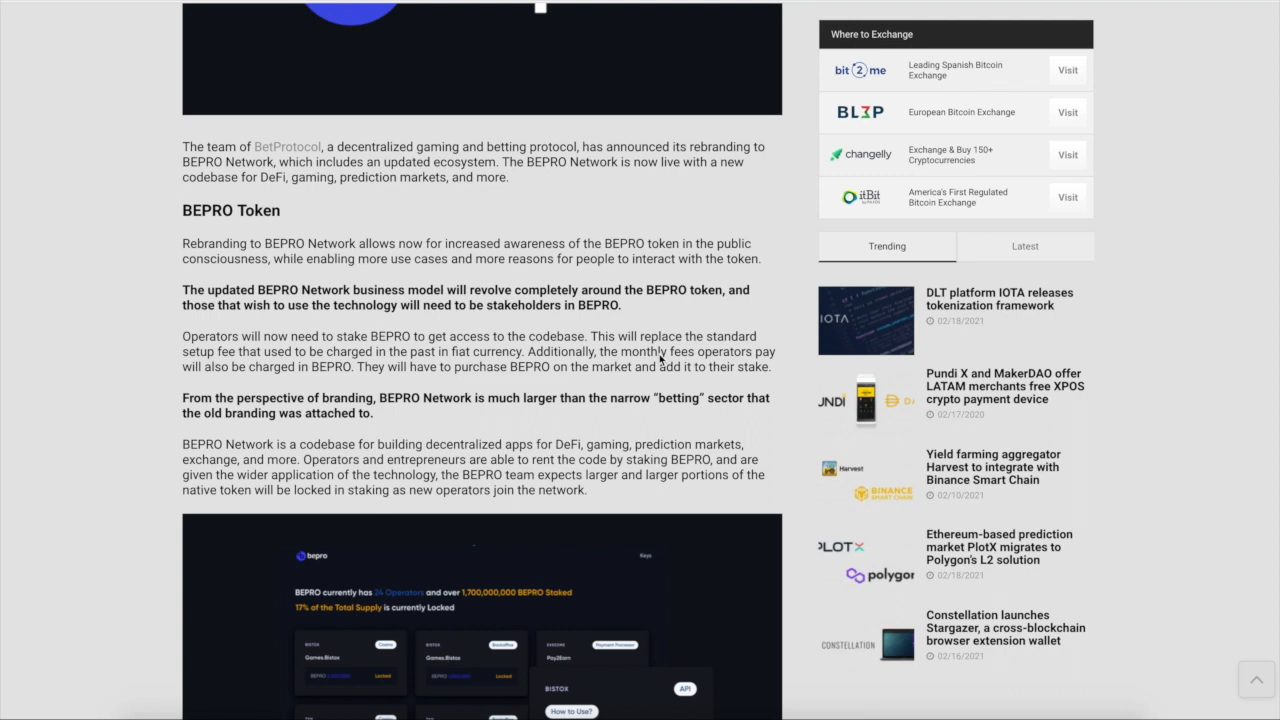 The team of BetProtocol, a decentralized gaming and betting protocol, has announced its rebranding to
BEPRO Network, which includes an updated ecosystem. The BEPRO Network is now live with a new
codebase for DeFi, gaming, prediction markets, and more.
BEPRO Token
Rebranding to BEPRO Network allows now for increased awareness of the BEPRO token in the public
consciousness, while enabling more use cases and more reasons for people to interact with the token.
The updated BEPRO Network business model will revolve completely around the BEPRO token, and
those that wish to use the technology will need to be stakeholders in BEPRO.
Operators will now need to stake BEPRO to get access to the codebase. This will replace the standard
setup fee that used to be charged in the past in fiat currency. Additionally, the monthly fees operators pay
will also be charged in BEPRO. They will have to purchase BEPRO on the market and add it to their stake.
From the perspective of branding, BEPRO Network is much larger than the narrow “betting” sector that
the old branding was attached to.
BEPRO Network is a codebase for building decentralized apps for DeFi, gaming, prediction markets,
exchange, and more. Operators and entrepreneurs are able to rent the code by staking BEPRO, and are
given the wider application of the technology, the BEPRO team expects larger and larger portions of the
native token will be locked in staking as new operators join the network.
bepro
Keys
BEPRO currently has 24 Operators and over 1,700,000,000 BEPRO Staked
17% of the Total Supply is currently Locked
BISTOX
Casino
Games.Bistox
BEPRO
Locked
BISTOX
Games.Bistox
BEPRO
Locked
Payment Processor
Pay2Earn
BISTOX
API
How to Use?
Where to Exchange
bit2me
Leading Spanish Bitcoin
Exchange
Visit
BL3P
European Bitcoin Exchange
Visit
changelly
Exchange & Buy 150+
Cryptocurrencies
Visit
itBit
America's First Regulated
Bitcoin Exchange
Visit
Trending
Latest
IOTA
DLT platform IOTA releases
tokenization framework
02/18/2021
UNDI
Pundi X and MakerDAO offer
LATAM merchants free XPOS
crypto payment device
02/17/2020
Harvest
BINANCE
SMART CHAIN
Yield farming aggregator
Harvest to integrate with
Binance Smart Chain
02/10/2021
PLOTX
polygon
Ethereum-based prediction
market PlotX migrates to
Polygon's L2 solution
02/18/2021
CONSTELLATION
Constellation launches
Stargazer, a cross-blockchain
browser extension wallet
02/16/2021